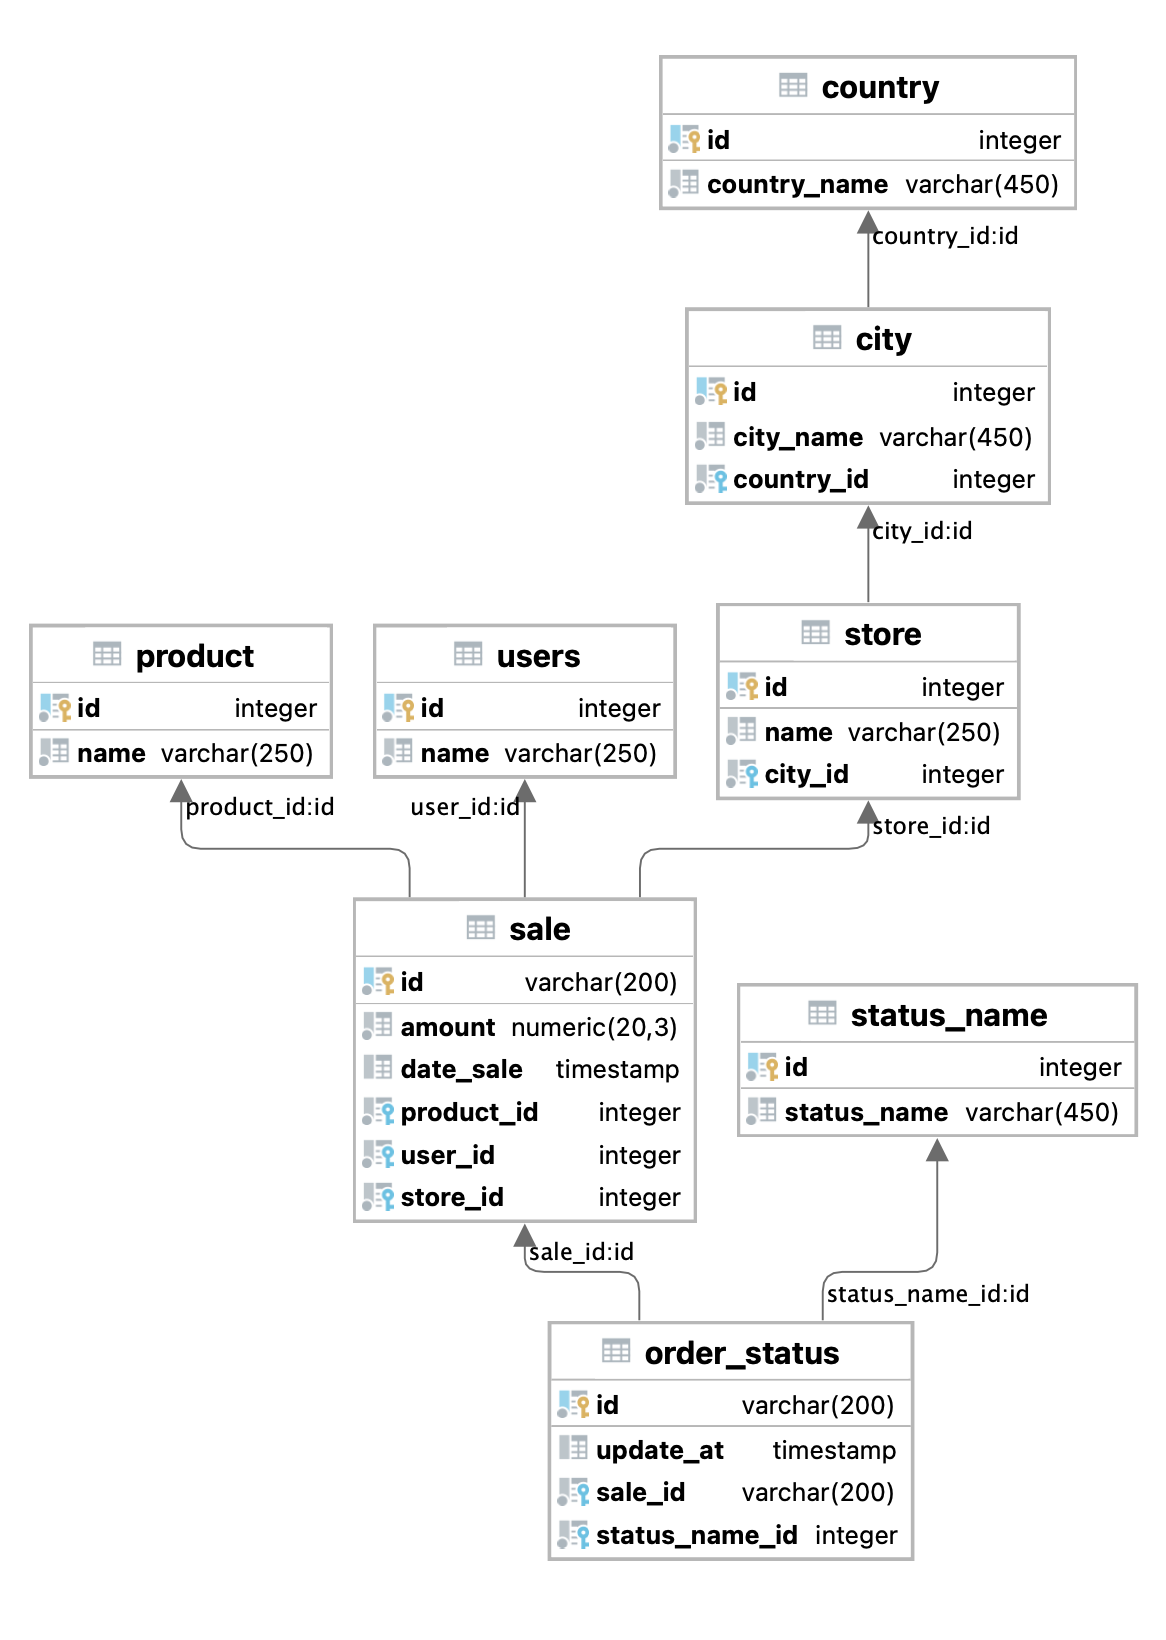 country
id integer
country_name varchar(450)
country_id:id
city
id integer
city_name varchar(450)
country_id integer
city_id:id
product
id integer
name varchar(250)
product_id:id
users
id integer
name varchar(250)
user_id:id
store
id integer
name varchar(250)
city_id integer
store_id:id
sale
id varchar(200)
amount numeric(20,3)
date_sale timestamp
product_id integer
user_id integer
store_id integer
sale_id:id
status_name
id integer
status_name varchar(450)
status_name_id:id
order_status
id varchar(200)
update_at timestamp
sale_id varchar(200)
status_name_id integer